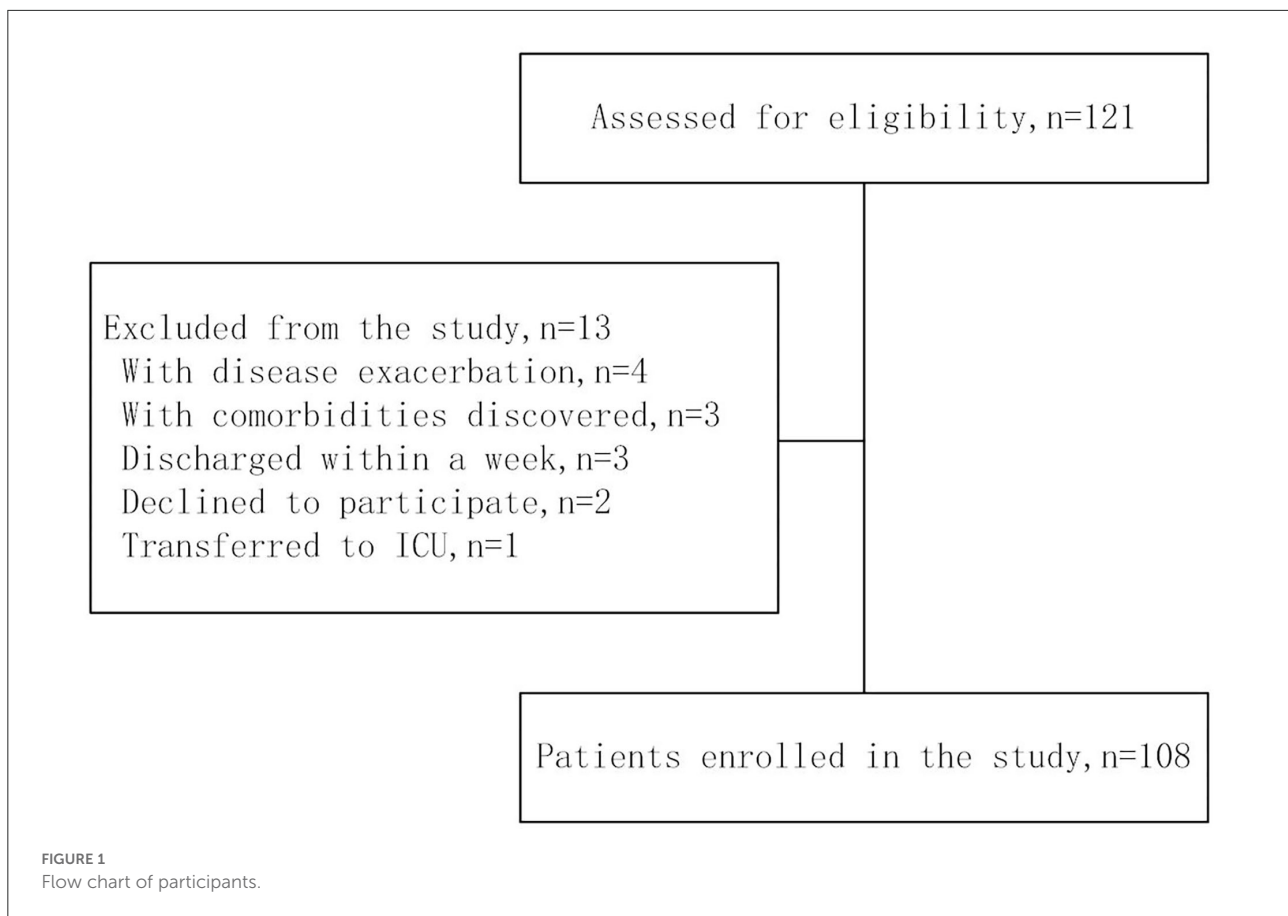 Assessed for eligibility, n=121
Excluded from the study, n=13
With disease exacerbation, n=4
With comorbidities discovered, n=3
Discharged within a week, n=3
Declined to participate, n=2
Transferred to ICU, n=1
Patients enrolled in the study, n=108
FIGURE 1
Flow chart of participants.